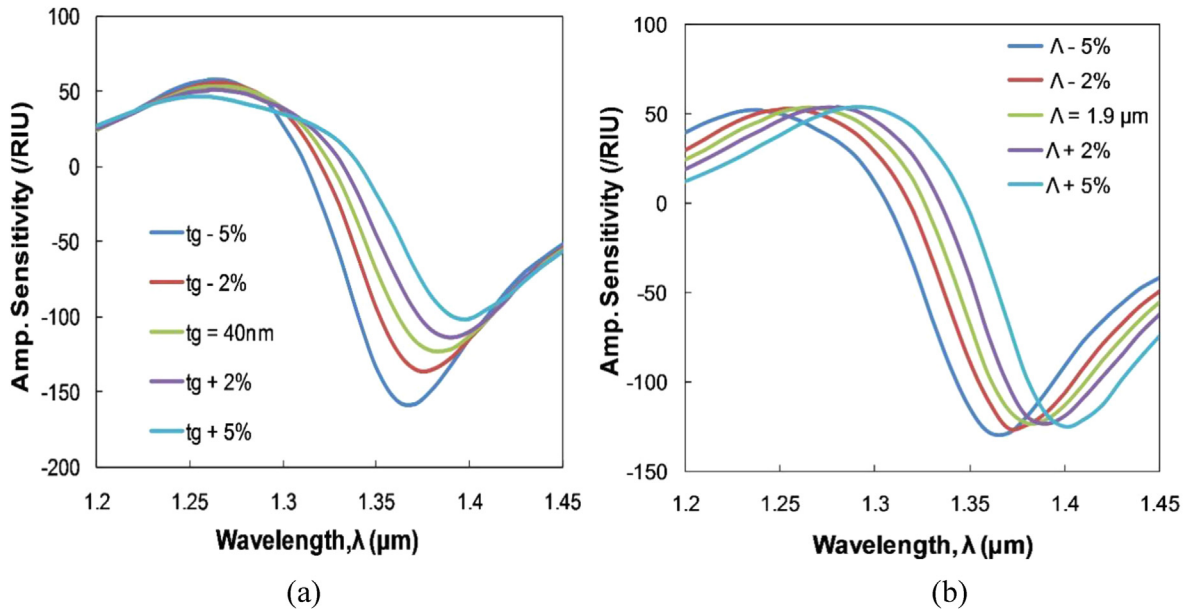 100
50
0
-50
-100
-150
-200
Amp. Sensitivity (/RIU)
tg - 5%
tg - 2%
tg = 40nm
tg + 2%
tg + 5%
1.2 1.25 1.3 1.35 1.4 1.45
Wavelength,λ (μm)
(a)
100
50
0
-50
-100
-150
Amp. Sensitivity (/RIU)
Λ - 5%
Λ - 2%
Λ = 1.9 μm
Λ + 2%
Λ + 5%
1.2 1.25 1.3 1.35 1.4 1.45
Wavelength, λ (μm)
(b)